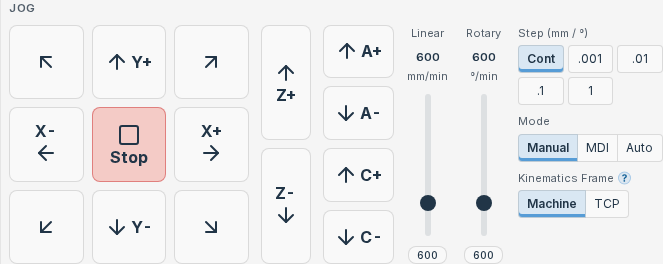 JOG
Y+
X-
Stop
X+
Y-
Z+
Z-
A+
A-
C+
C-
Linear
600
mm/min
600
Rotary
600
°/min
600
Step (mm / °)
Cont .001 .01
.1 1
Mode
Manual MDI Auto
Kinematics Frame ?
Machine TCP